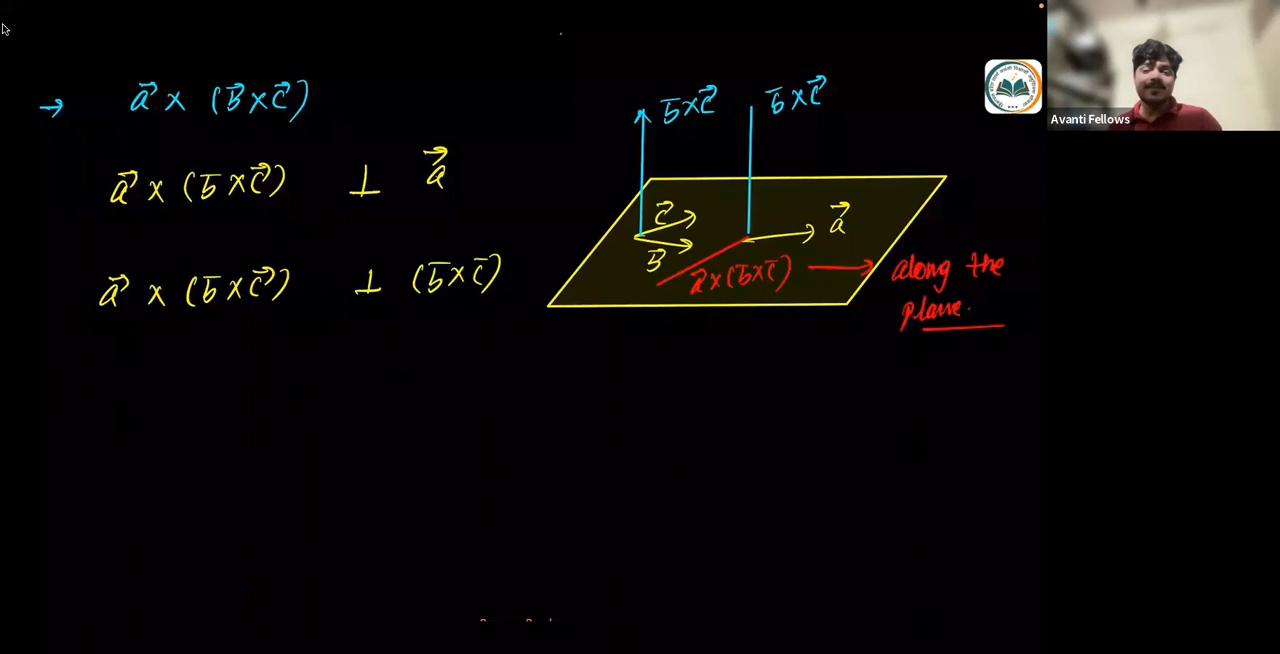 → a⃗ × (b⃗ × c⃗)
a⃗ × (b̄ × c⃗) ⊥ a⃗
a⃗ × (b̄ × c⃗) ⊥ (b̄ × c̄)
b̄ × c⃗
b̄ × c⃗
c⃗
b̄
a⃗
a⃗ × (b̄ × c̄) → along the
plane.
Avanti Fellows